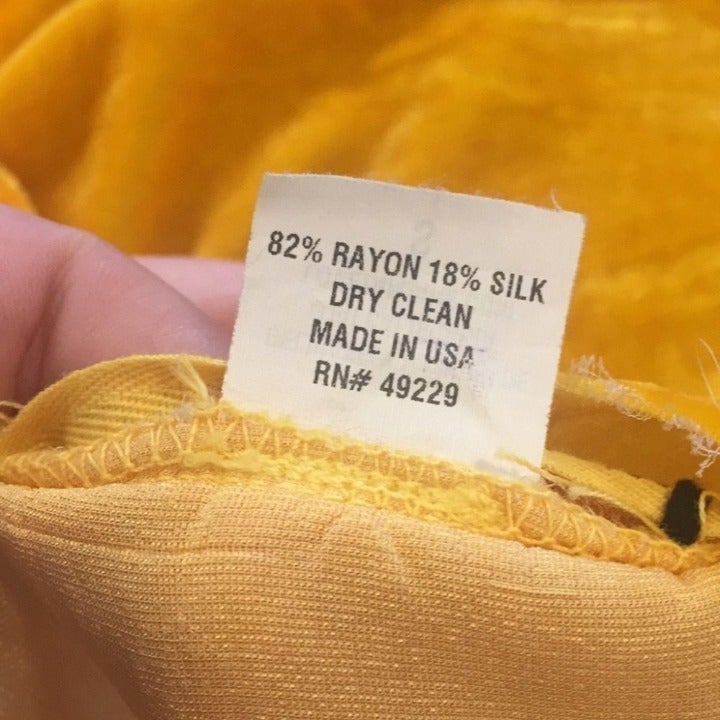 82% RAYON 18% SILK
DRY CLEAN
MADE IN USA
RN# 49229